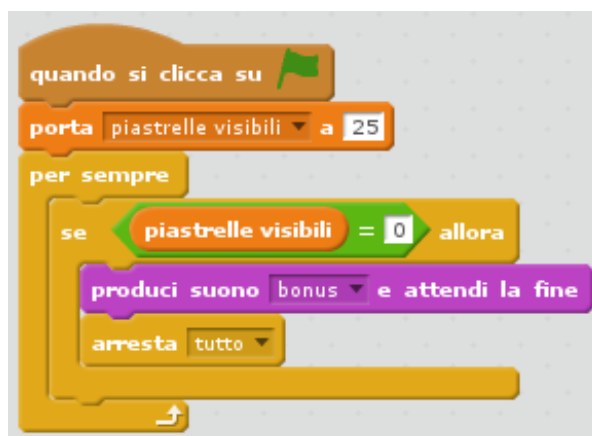 quando si clicca su
porta piastrelle visibili a 25
per sempre
se piastrelle visibili = 0 allora
produci suono bonus e attendi la fine
arresta tutto